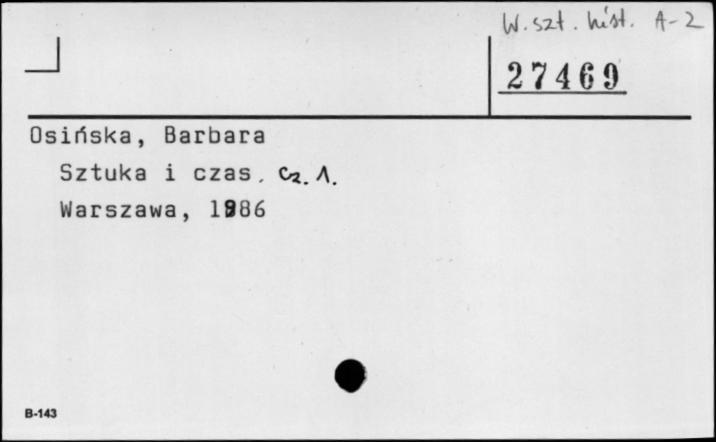 W. szt. hist. A-2
27469
Osińska, Barbara
Sztuka i czas. Cz. 1.
Warszawa, 1986
B-143